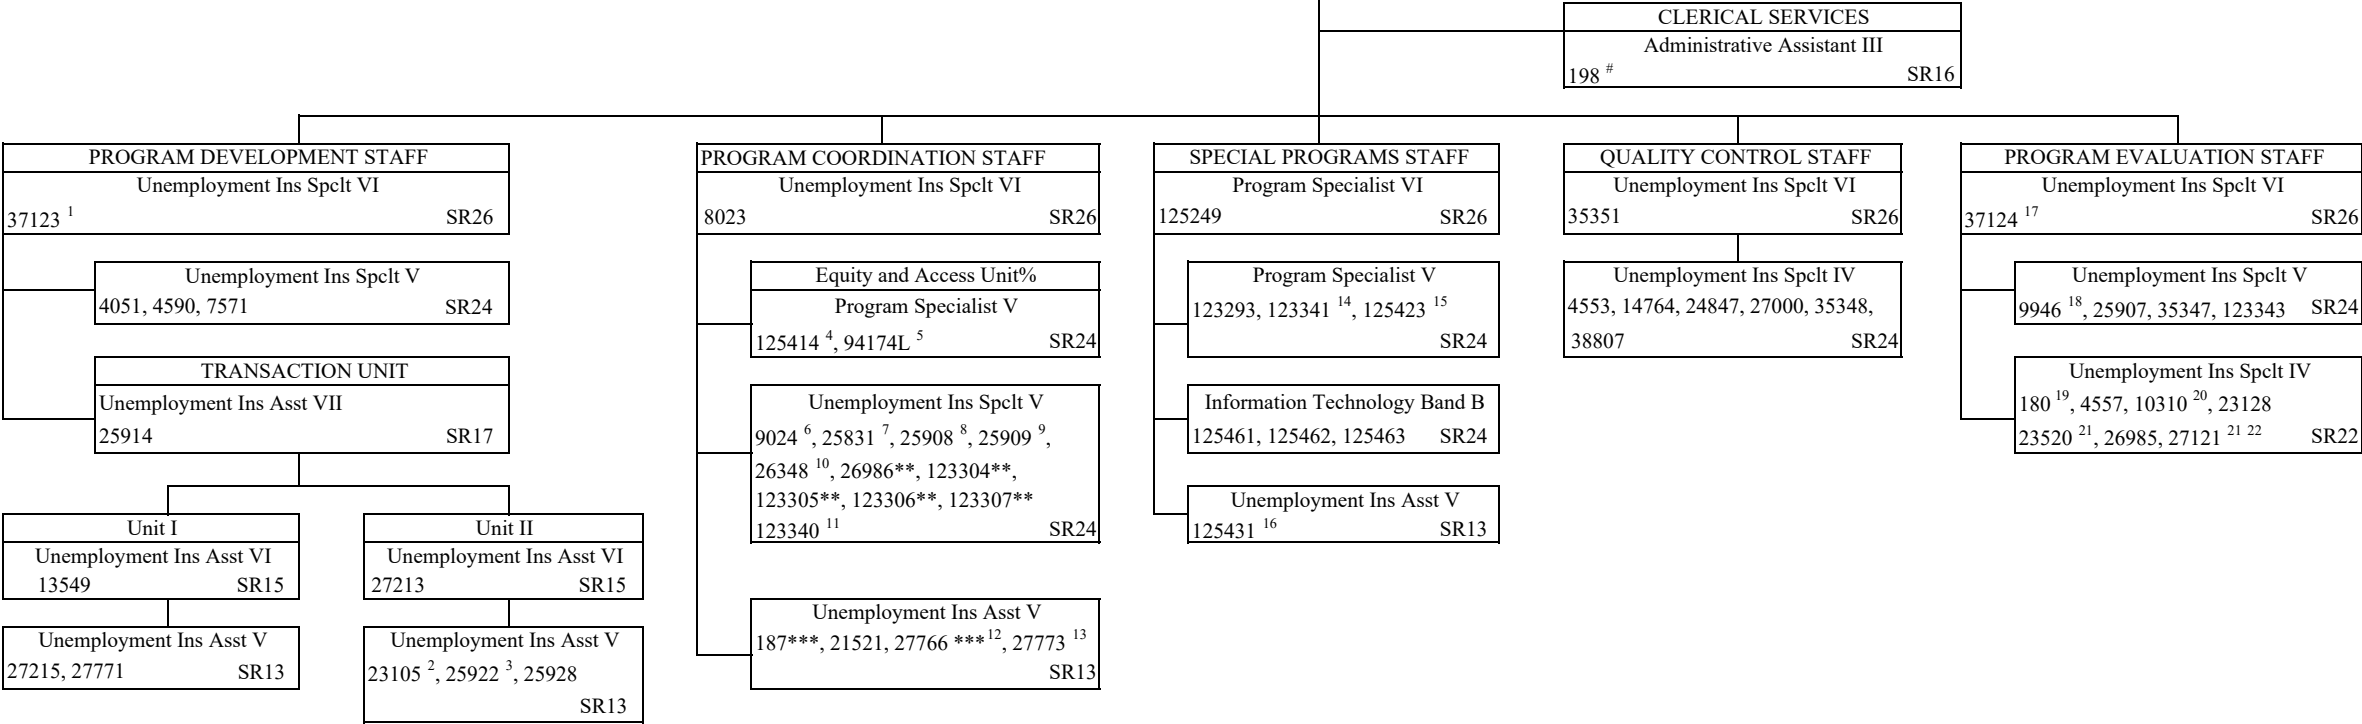 CLERICAL SERVICES
Administrative Assistant III
198 # SR16
PROGRAM DEVELOPMENT STAFF
Unemployment Ins Spclt VI
37123 1 SR26
Unemployment Ins Spclt V
4051, 4590, 7571 SR24
TRANSACTION UNIT
Unemployment Ins Asst VII
25914 SR17
Unit I
Unemployment Ins Asst VI
13549 SR15
Unemployment Ins Asst V
27215, 27771 SR13
Unit II
Unemployment Ins Asst VI
27213 SR15
Unemployment Ins Asst V
23105 2, 25922 3, 25928
SR13
PROGRAM COORDINATION STAFF
Unemployment Ins Spclt VI
8023 SR26
Equity and Access Unit%
Program Specialist V
125414 4, 94174L 5 SR24
Unemployment Ins Spclt V
9024 6, 25831 7, 25908 8, 25909 9,
26348 10, 26986**, 123304**,
123305**, 123306**, 123307**
123340 11 SR24
Unemployment Ins Asst V
187***, 21521, 27766 ***12, 27773 13
SR13
SPECIAL PROGRAMS STAFF
Program Specialist VI
125249 SR26
Program Specialist V
123293, 123341 14, 125423 15
SR24
Information Technology Band B
125461, 125462, 125463 SR24
Unemployment Ins Asst V
125431 16 SR13
QUALITY CONTROL STAFF
Unemployment Ins Spclt VI
35351 SR26
Unemployment Ins Spclt IV
4553, 14764, 24847, 27000, 35348,
38807 SR24
PROGRAM EVALUATION STAFF
Unemployment Ins Spclt VI
37124 17 SR26
Unemployment Ins Spclt V
9946 18, 25907, 35347, 123343 SR24
Unemployment Ins Spclt IV
180 19, 4557, 10310 20, 23128
23520 21, 26985, 27121 21 22 SR22